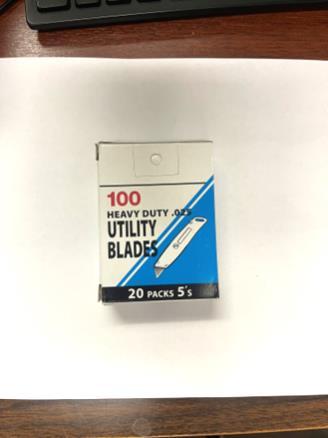 100
HEAVY DUTY .025
UTILITY
BLADES
20 PACKS 5's